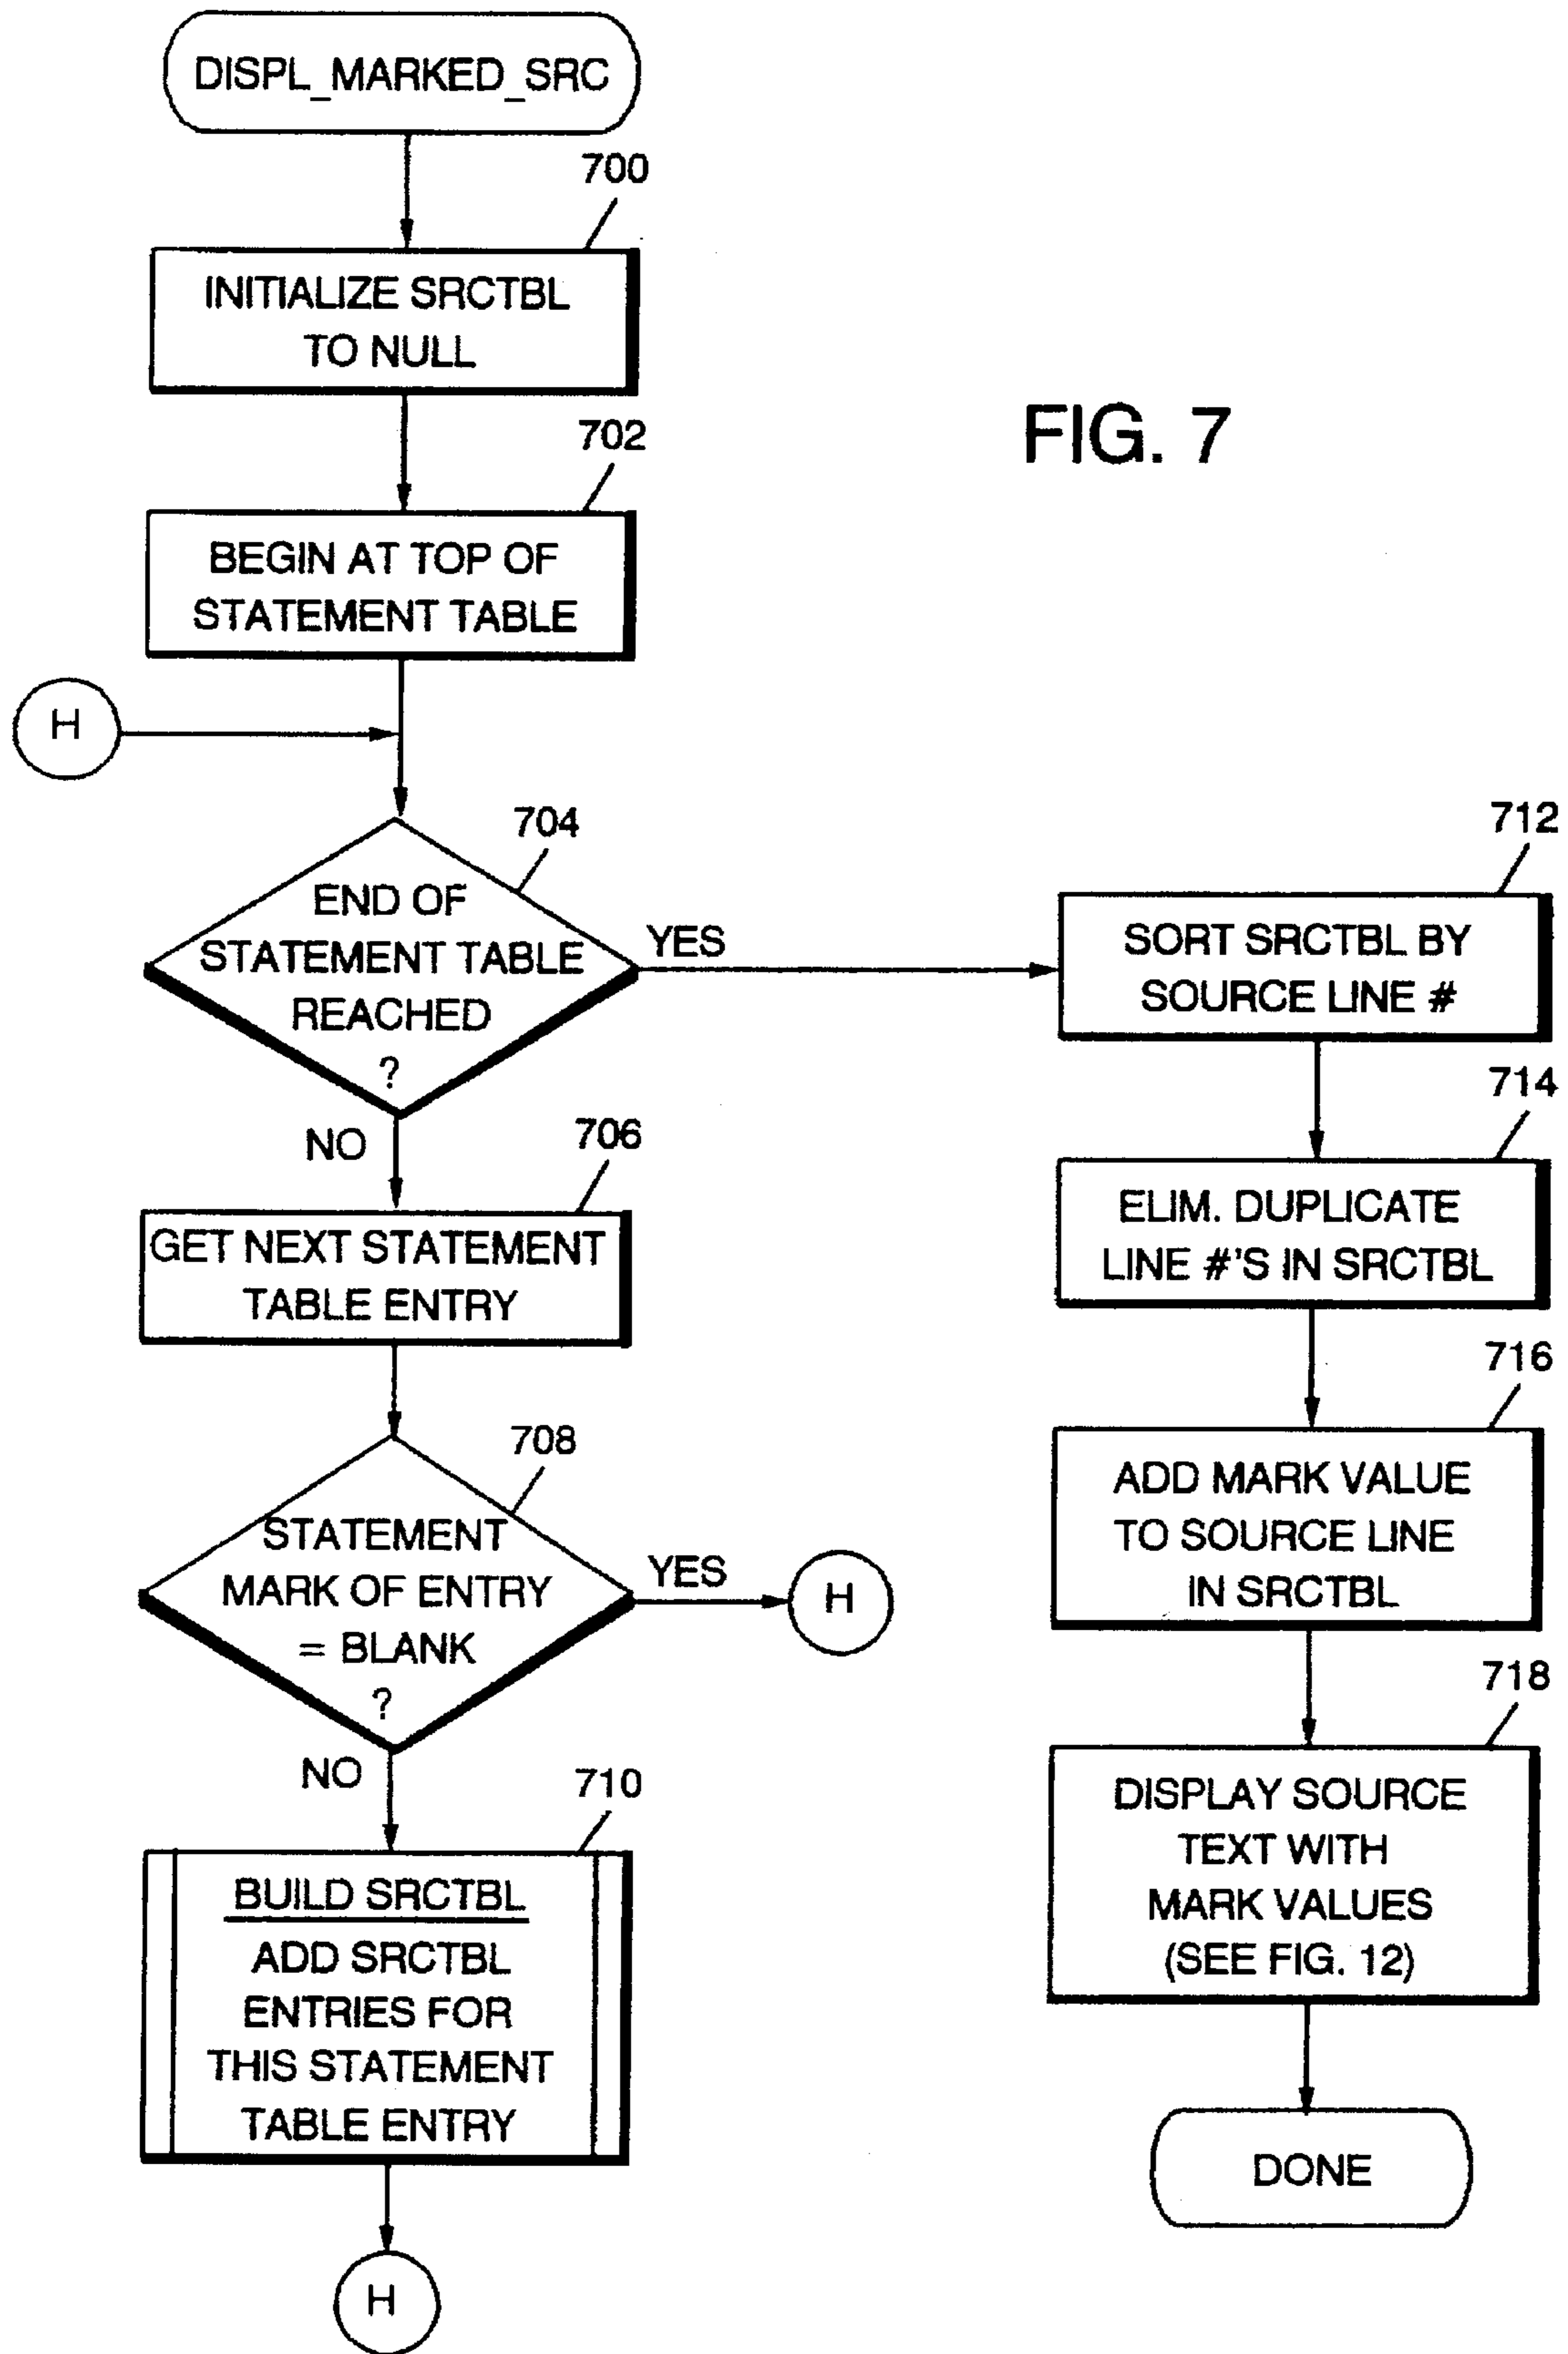 DISPL_MARKED_SRC
700
INITIALIZE SRCTBL
TO NULL
FIG. 7
702
BEGIN AT TOP OF
STATEMENT TABLE
H
704
END OF
STATEMENT TABLE
REACHED
?
YES
NO
706
GET NEXT STATEMENT
TABLE ENTRY
708
STATEMENT
MARK OF ENTRY
= BLANK
?
YES
H
NO
710
BUILD SRCTBL
ADD SRCTBL
ENTRIES FOR
THIS STATEMENT
TABLE ENTRY
H
712
SORT SRCTBL BY
SOURCE LINE #
714
ELIM. DUPLICATE
LINE #'S IN SRCTBL
716
ADD MARK VALUE
TO SOURCE LINE
IN SRCTBL
718
DISPLAY SOURCE
TEXT WITH
MARK VALUES
(SEE FIG. 12)
DONE